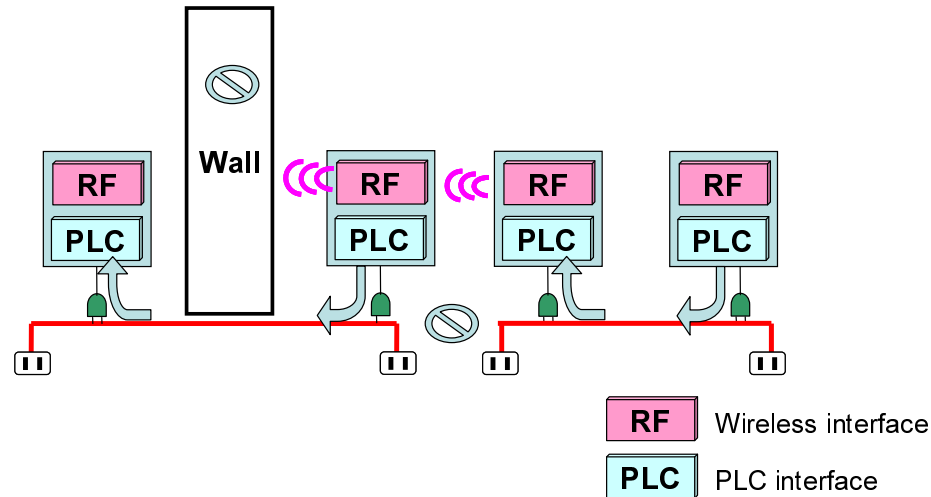 Wall
RF
PLC
RF
PLC
RF
PLC
RF
PLC
RF Wireless interface
PLC PLC interface